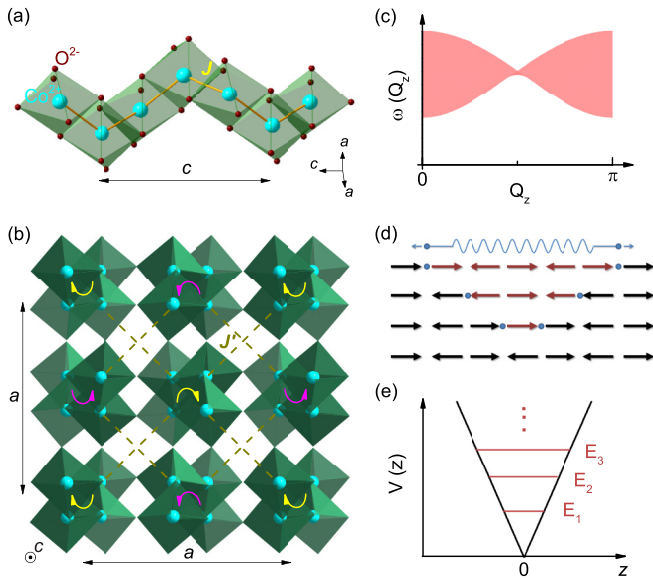 (a)
O2-
Co2+
J
c
a
c
a
(b)
J'
a
c
a
(c)
ω (Qz)
0
π
Qz
(d)
(e)
V (z)
E3
E2
E1
0
z